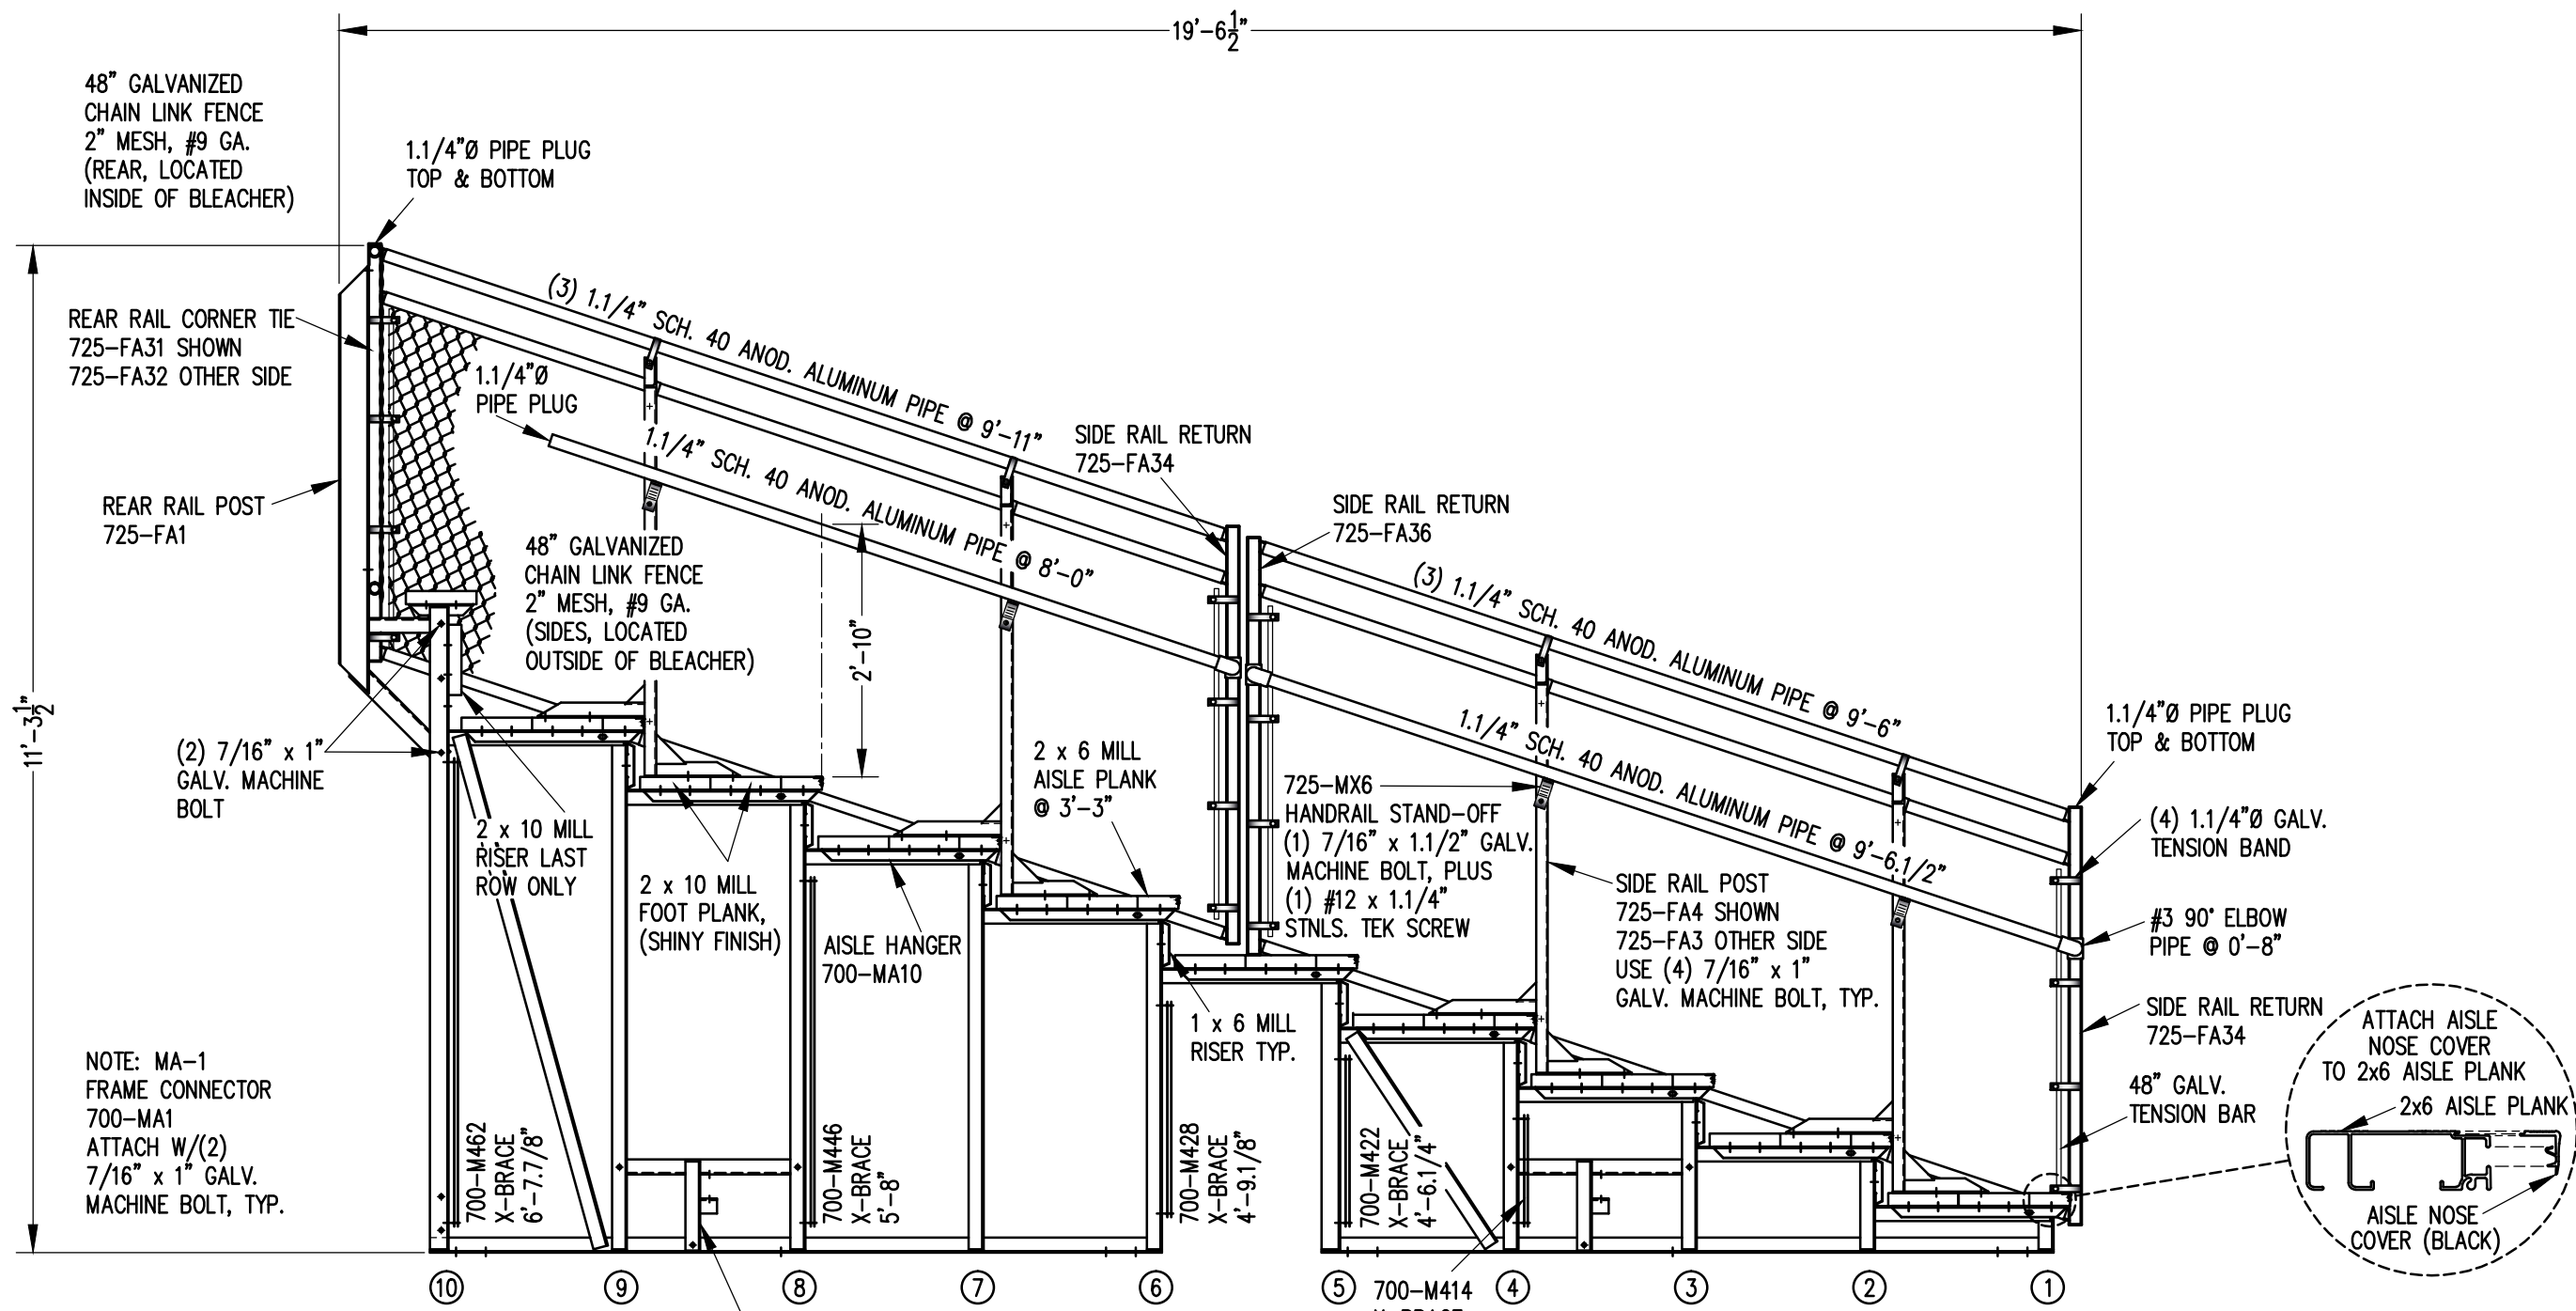 19'-6 1/2"
48" GALVANIZED
CHAIN LINK FENCE
2" MESH, #9 GA.
(REAR, LOCATED
INSIDE OF BLEACHER)
1.1/4"Ø PIPE PLUG
TOP & BOTTOM
REAR RAIL CORNER TIE
725-FA31 SHOWN
725-FA32 OTHER SIDE
(3) 1.1/4" SCH. 40 ANOD. ALUMINUM PIPE @ 9'-11"
1.1/4"Ø
PIPE PLUG
1.1/4" SCH. 40 ANOD. ALUMINUM PIPE @ 8'-0"
SIDE RAIL RETURN
725-FA34
SIDE RAIL RETURN
725-FA36
REAR RAIL POST
725-FA1
48" GALVANIZED
CHAIN LINK FENCE
2" MESH, #9 GA.
(SIDES, LOCATED
OUTSIDE OF BLEACHER)
2'-10"
(3) 1.1/4" SCH. 40 ANOD. ALUMINUM PIPE @ 9'-6"
1.1/4" SCH. 40 ANOD. ALUMINUM PIPE @ 9'-6.1/2"
1.1/4"Ø PIPE PLUG
TOP & BOTTOM
11'-3 1/2"
(2) 7/16" x 1"
GALV. MACHINE
BOLT
2 x 10 MILL
RISER LAST
ROW ONLY
2 x 10 MILL
FOOT PLANK,
(SHINY FINISH)
2 x 6 MILL
AISLE PLANK
@ 3'-3"
AISLE HANGER
700-MA10
725-MX6
HANDRAIL STAND-OFF
(1) 7/16" x 1.1/2" GALV.
MACHINE BOLT, PLUS
(1) #12 x 1.1/4"
STNLS. TEK SCREW
SIDE RAIL POST
725-FA4 SHOWN
725-FA3 OTHER SIDE
USE (4) 7/16" x 1"
GALV. MACHINE BOLT, TYP.
(4) 1.1/4"Ø GALV.
TENSION BAND
#3 90° ELBOW
PIPE @ 0'-8"
SIDE RAIL RETURN
725-FA34
48" GALV.
TENSION BAR
1 x 6 MILL
RISER TYP.
ATTACH AISLE
NOSE COVER
TO 2x6 AISLE PLANK
2x6 AISLE PLANK
AISLE NOSE
COVER (BLACK)
NOTE: MA-1
FRAME CONNECTOR
700-MA1
ATTACH W/(2)
7/16" x 1" GALV.
MACHINE BOLT, TYP.
700-M462
X-BRACE
6'-7.7/8"
700-M446
X-BRACE
5'-8"
700-M428
X-BRACE
4'-9.1/8"
700-M422
X-BRACE
4'-6.1/4"
10
9
8
7
6
5
700-M414
4
3
2
1